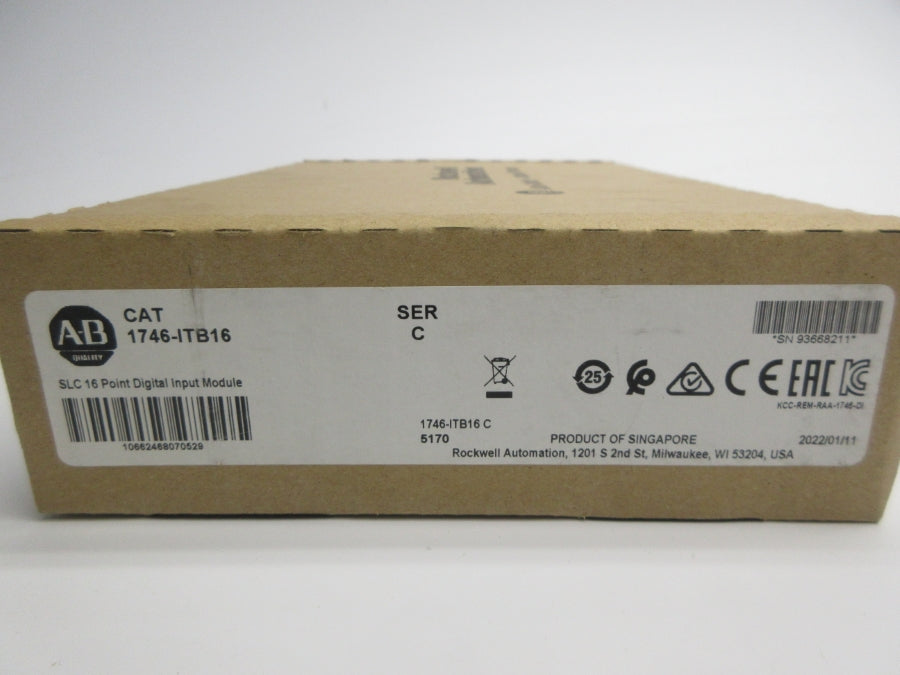 A-B
QUALITY
CAT
1746-ITB16
SER
C
*SN 93668211*
SLC 16 Point Digital Input Module
10662468070529
25
CE
EAC
KC
KCC-REM-RAA-1746-DI
1746-ITB16 C
5170
PRODUCT OF SINGAPORE
2022/01/11
Rockwell Automation, 1201 S 2nd St, Milwaukee, WI 53204, USA